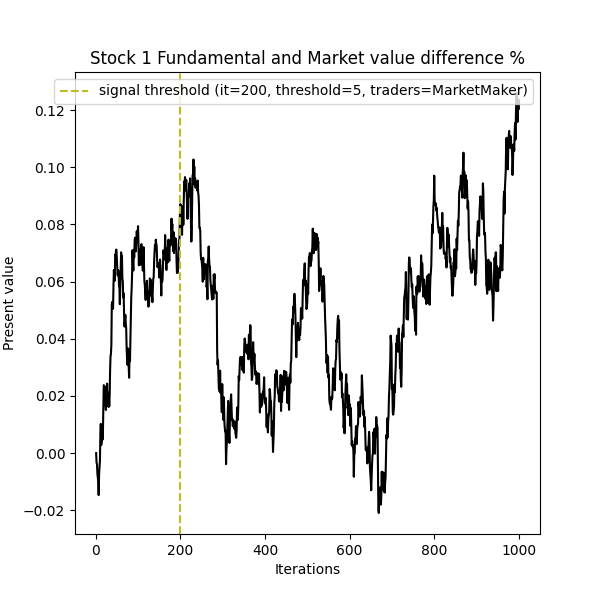 Stock 1 Fundamental and Market value difference %
signal threshold (it=200, threshold=5, traders=MarketMaker)
0.12
0.10
0.08
0.06
0.04
0.02
0.00
−0.02
Present value
0 200 400 600 800 1000
Iterations